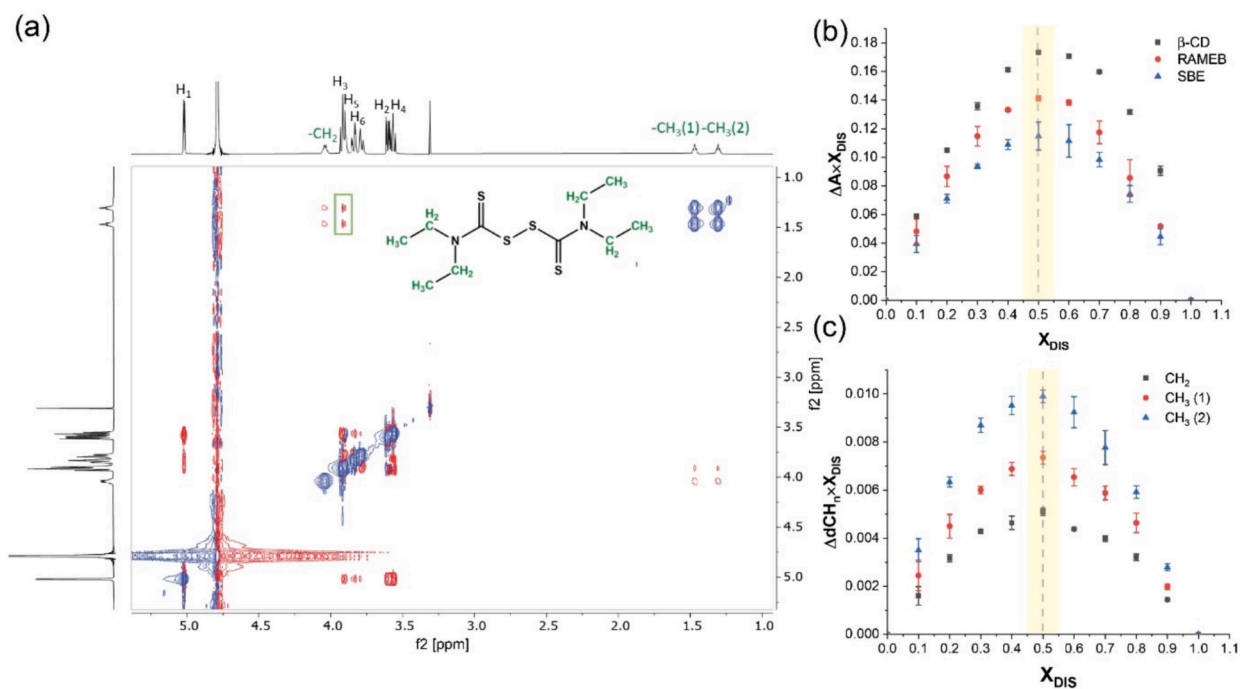 (a)
H1
-CH2
H3
H5
H6
H2
H4
-CH3(1) -CH3(2)
S
CH3
H2C
H2C
CH3
H3C
N
S
S
N
CH2
CH2
H3C
S
CH3
1.0
1.5
2.0
2.5
3.0
3.5
4.0
4.5
5.0
f2 [ppm]
5.0 4.5 4.0 3.5 3.0 2.5 2.0 1.5 1.0
f2 [ppm]
(b)
β-CD
RAMEB
SBE
0.18
0.16
0.14
0.12
0.10
0.08
0.06
0.04
0.02
0.00
ΔA×XDIS
0.1 0.2 0.3 0.4 0.5 0.6 0.7 0.8 0.9 1.0 1.1
XDIS
(c)
CH2
CH3 (1)
CH3 (2)
0.010
0.008
0.006
0.004
0.002
0.000
ΔdCHn×XDIS
0.1 0.2 0.3 0.4 0.5 0.6 0.7 0.8 0.9 1.0 1.1
XDIS